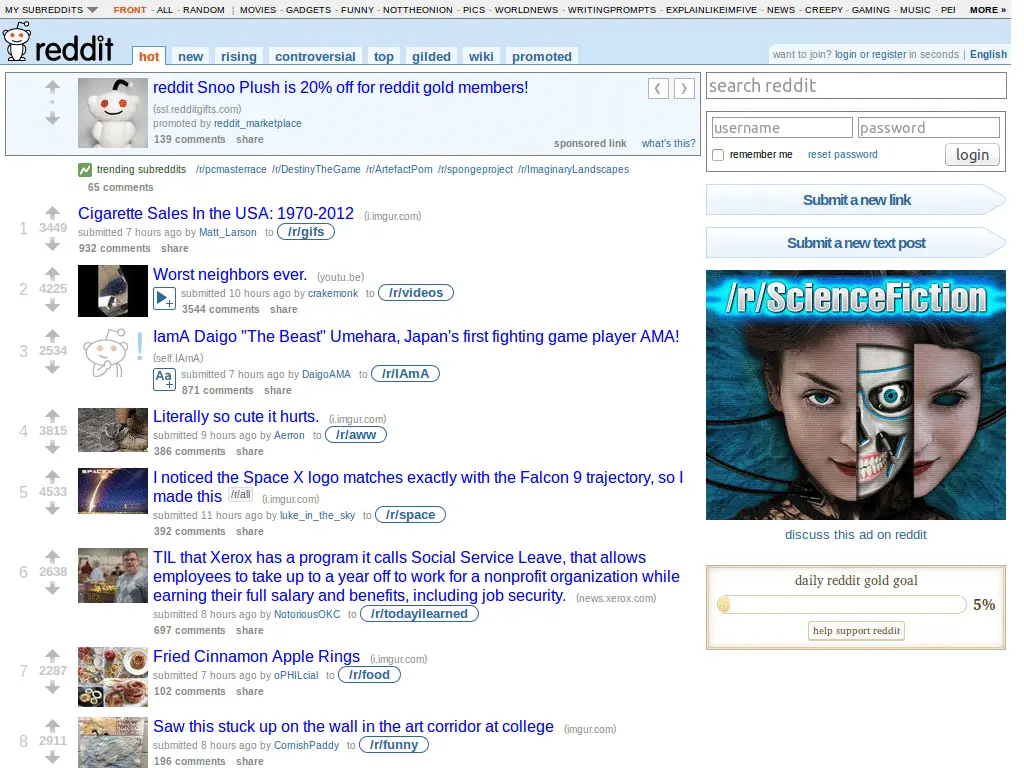 MY SUBREDDITS FRONT - ALL - RANDOM | MOVIES - GADGETS - FUNNY - NOTTHEONION - PICS - WORLDNEWS - WRITINGPROMPTS - EXPLAINLIKEIMFIVE - NEWS - CREEPY - GAMING - MUSIC - PEI MORE »
reddit hot new rising controversial top gilded wiki promoted
want to join? login or register in seconds | English
reddit Snoo Plush is 20% off for reddit gold members!
(ssl.redditgifts.com)
promoted by reddit_marketplace
139 comments share
sponsored link what's this?
trending subreddits /r/pcmasterrace /r/DestinyTheGame /r/ArtefactPorn /r/spongeproject /r/ImaginaryLandscapes
65 comments
1 3449
Cigarette Sales In the USA: 1970-2012 (i.imgur.com)
submitted 7 hours ago by Matt_Larson to /r/gifs
932 comments share
2 4225
Worst neighbors ever. (youtu.be)
submitted 10 hours ago by crakemonk to /r/videos
3544 comments share
3 2534
IamA Daigo "The Beast" Umehara, Japan's first fighting game player AMA!
(self.IAmA)
Aa
submitted 7 hours ago by DaigoAMA to /r/IAmA
871 comments share
4 3815
Literally so cute it hurts. (i.imgur.com)
submitted 9 hours ago by Aerron to /r/aww
386 comments share
5 4533
SPACEX
I noticed the Space X logo matches exactly with the Falcon 9 trajectory, so I
made this /r/all (i.imgur.com)
submitted 11 hours ago by luke_in_the_sky to /r/space
392 comments share
6 2638
TIL that Xerox has a program it calls Social Service Leave, that allows
employees to take up to a year off to work for a nonprofit organization while
earning their full salary and benefits, including job security. (news.xerox.com)
submitted 8 hours ago by NotoriousOKC to /r/todayilearned
697 comments share
7 2287
Fried Cinnamon Apple Rings (i.imgur.com)
submitted 7 hours ago by oPHILcial to /r/food
102 comments share
8 2911
Saw this stuck up on the wall in the art corridor at college (imgur.com)
submitted 8 hours ago by CornishPaddy to /r/funny
196 comments share
search reddit
username password
remember me reset password login
Submit a new link
Submit a new text post
/r/ScienceFiction
discuss this ad on reddit
daily reddit gold goal
5%
help support reddit